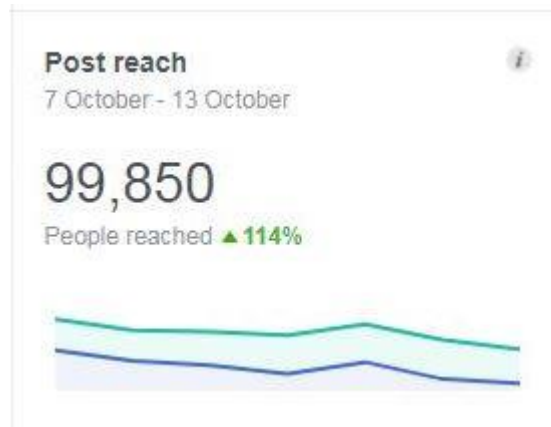 Post reach
7 October - 13 October
99,850
People reached ▲ 114%